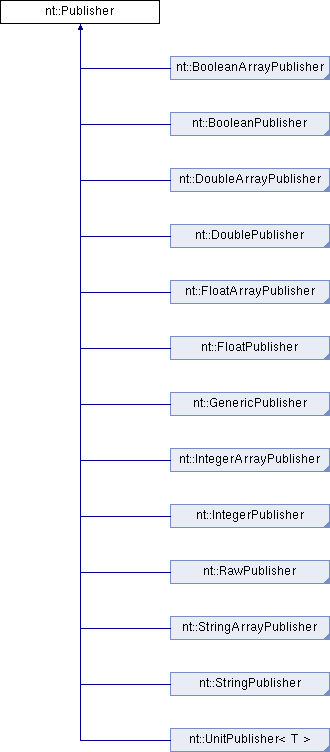 nt::Publisher
nt::BooleanArrayPublisher
nt::BooleanPublisher
nt::DoubleArrayPublisher
nt::DoublePublisher
nt::FloatArrayPublisher
nt::FloatPublisher
nt::GenericPublisher
nt::IntegerArrayPublisher
nt::IntegerPublisher
nt::RawPublisher
nt::StringArrayPublisher
nt::StringPublisher
nt::UnitPublisher< T >